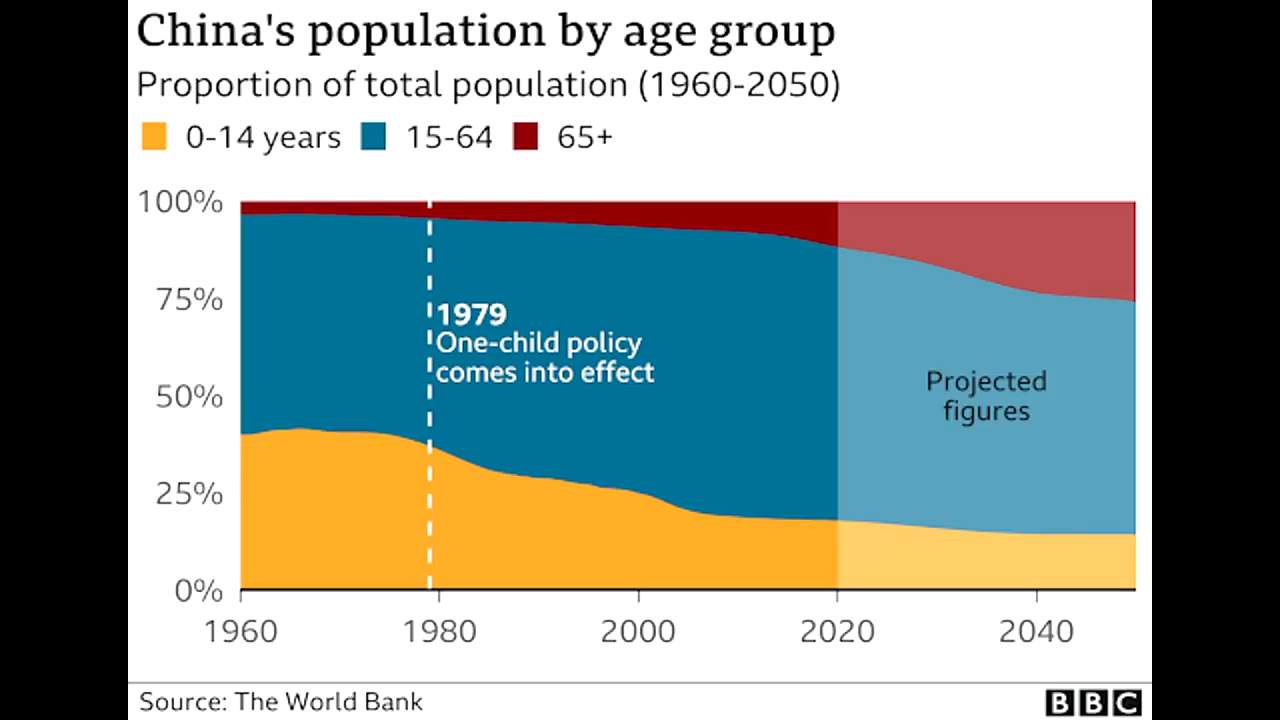 China's population by age group
Proportion of total population (1960-2050)
0-14 years 15-64 65+
100%
75%
50%
25%
0%
1979
One-child policy
comes into effect
Projected
figures
1960 1980 2000 2020 2040
Source: The World Bank
BBC